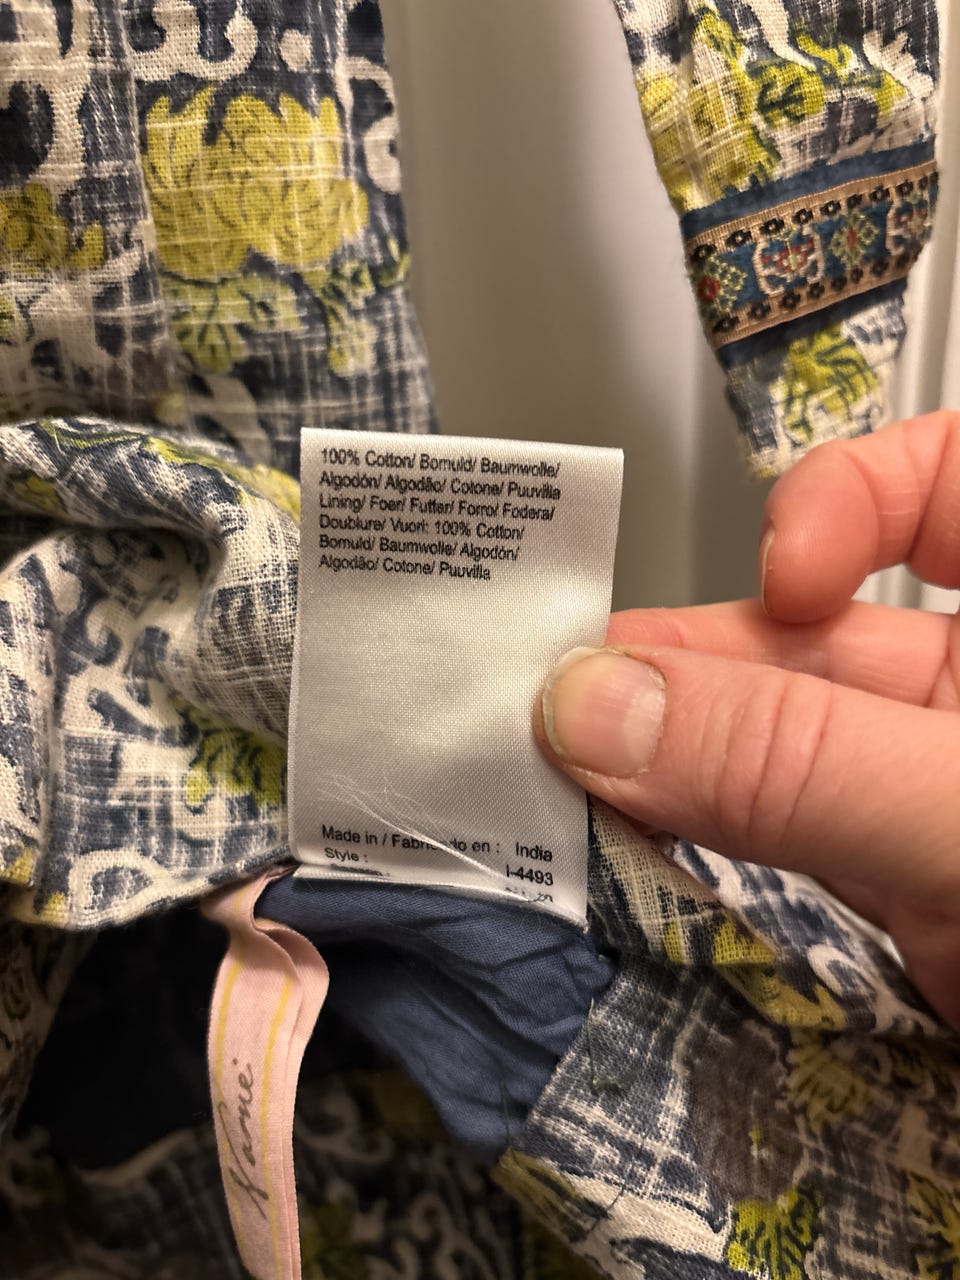 100% Cotton/ Bomuld/ Baumwolle/
Algodón/ Algodão/ Cotone/ Puuvilla
Lining/ Foer/ Futter/ Forro/ Fodera/
Doublure/ Vuori: 100% Cotton/
Bomuld/ Baumwolle/ Algodón/
Algodão/ Cotone/ Puuvilla
Made in / en : India
Style : I-4493